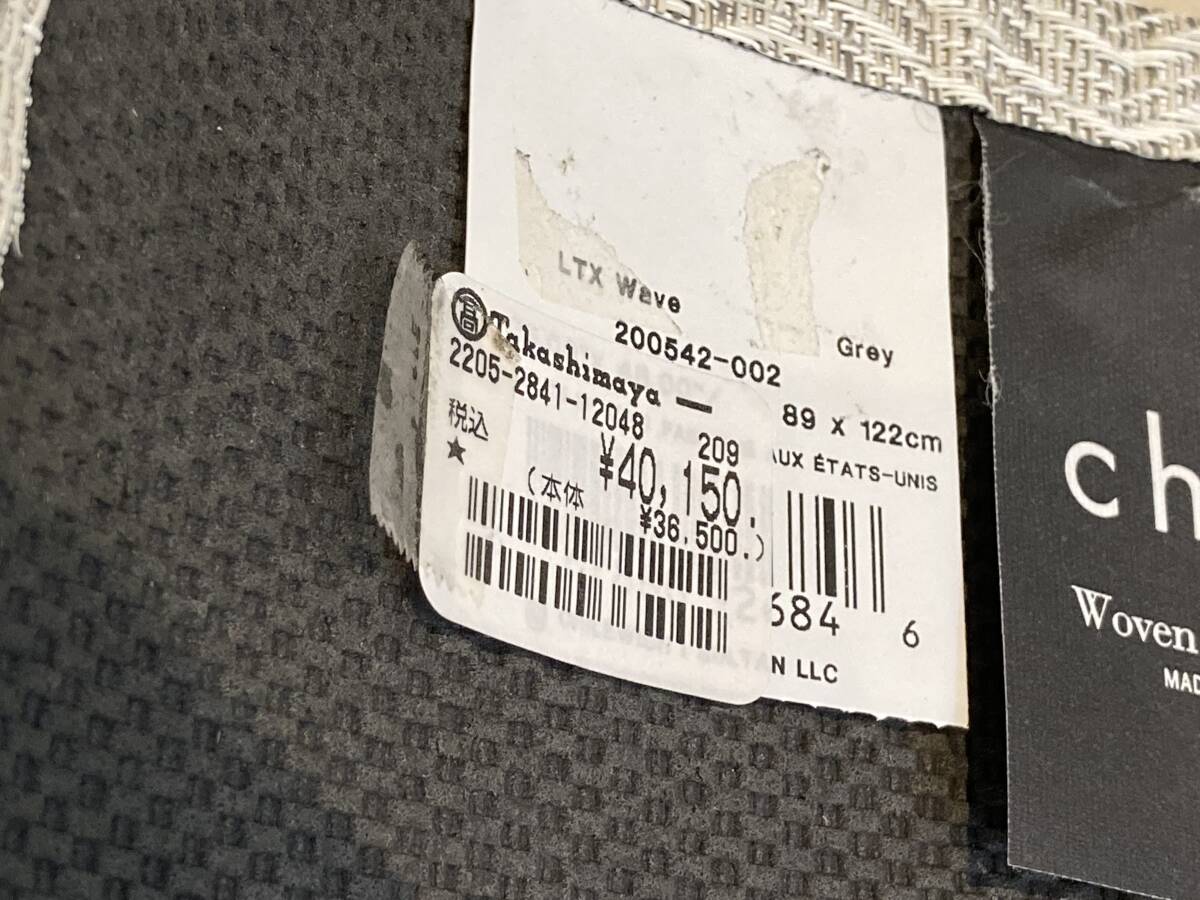 LTX Wave
200542-002
Grey
89 x 122cm
AUX ÉTATS-UNIS
684 6
N LLC
髙 Takashimaya
2205-2841-12048
209
税込
★
¥40,150.
(本体 ¥36,500.)
ch
Woven
MAD